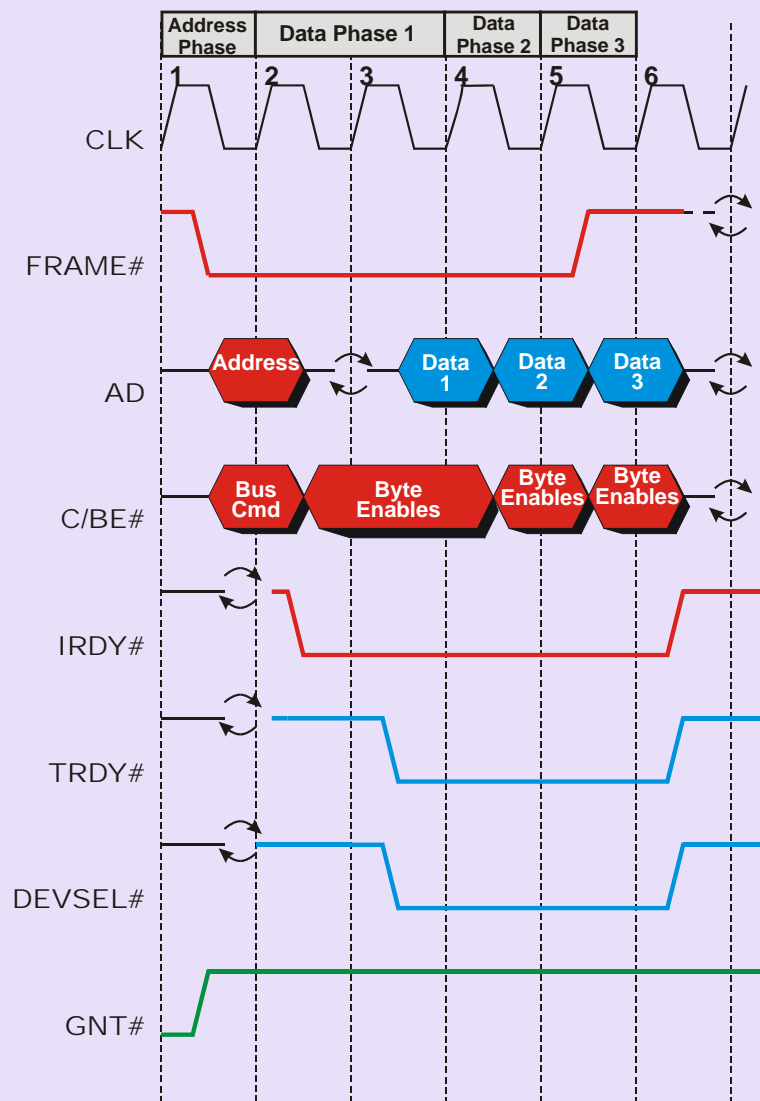 Address
Phase
Data Phase 1
Data
Phase 2
Data
Phase 3
1 2 3 4 5 6
CLK
FRAME#
AD
Address
Data
1
Data
2
Data
3
C/BE#
Bus
Cmd
Byte
Enables
Byte
Enables
Byte
Enables
IRDY#
TRDY#
DEVSEL#
GNT#